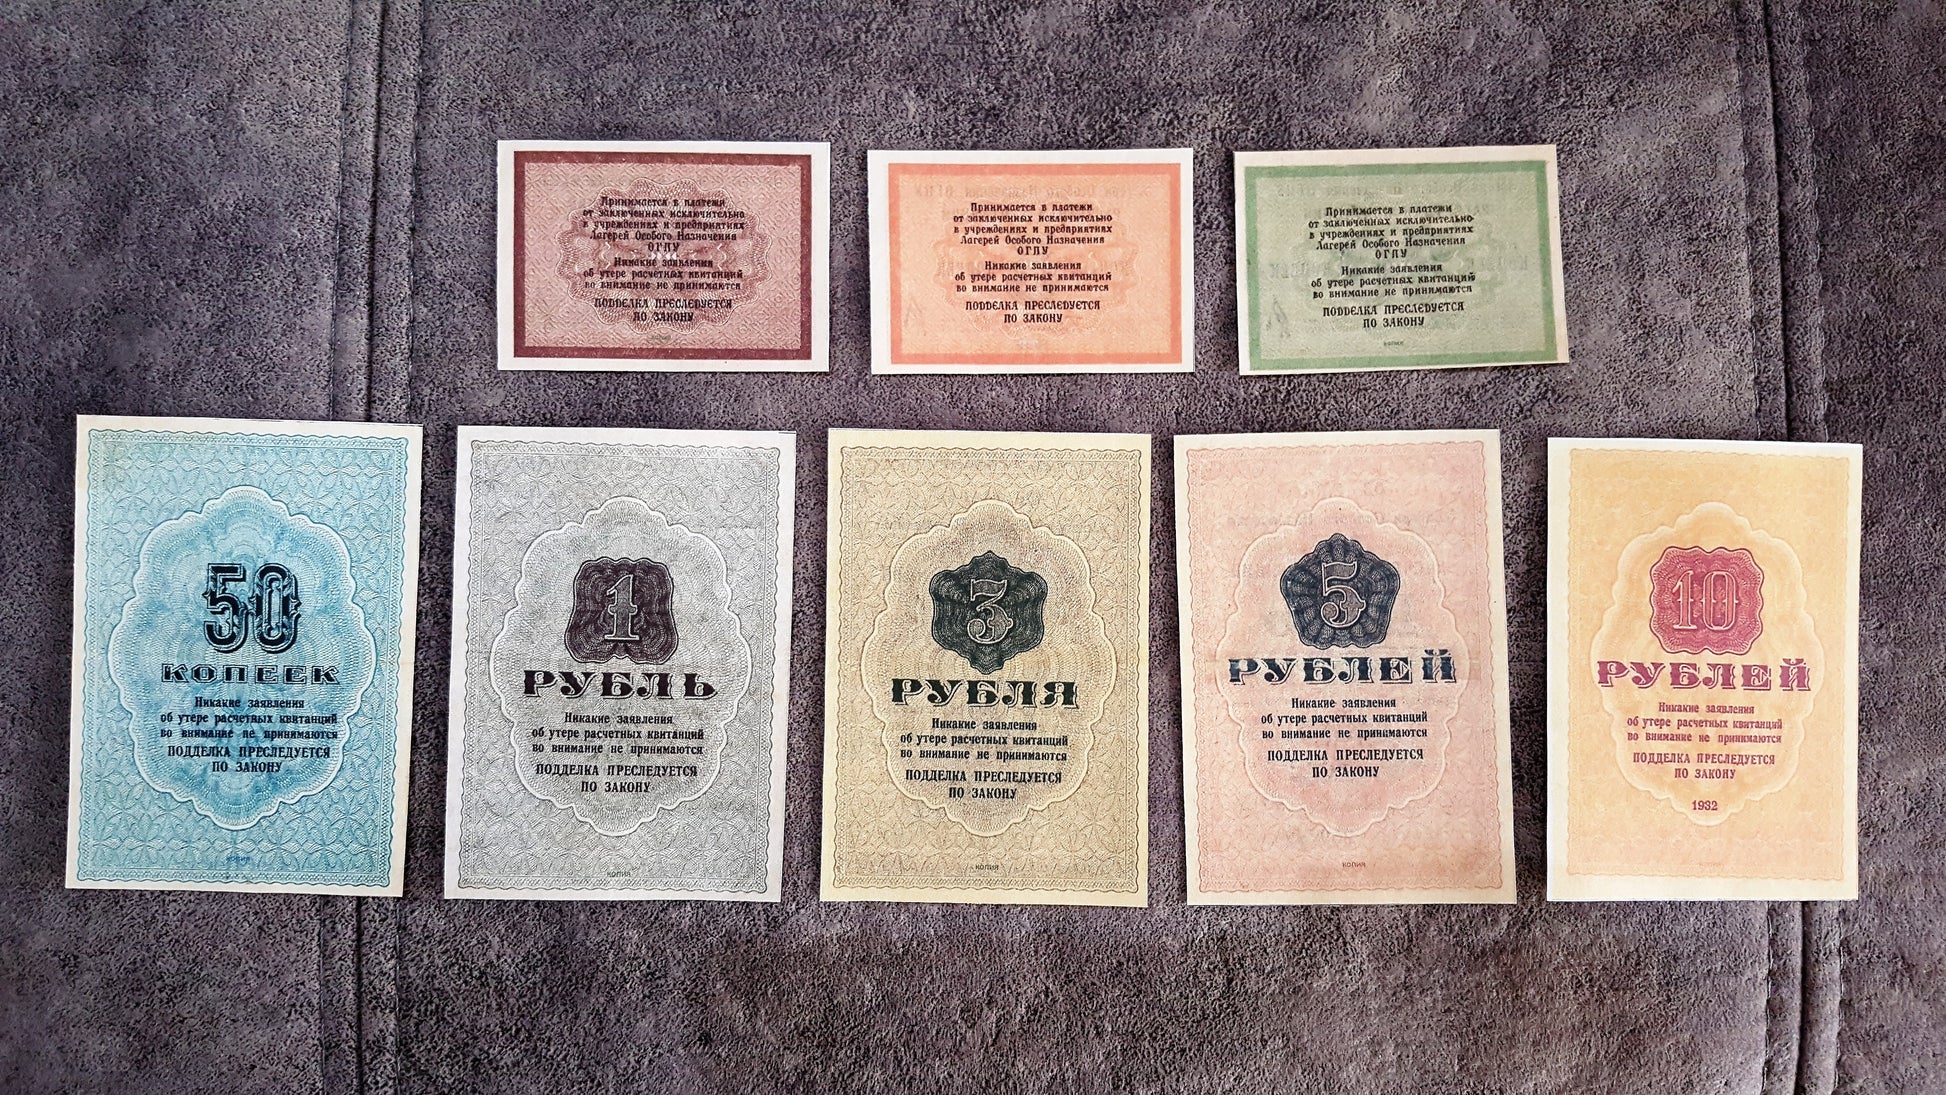 Принимается в платежи
от заключенных исключительно
в учреждениях и предприятиях
Лагерей Особого Назначения
ОГПУ
Никакие заявления
об утере расчетных квитанций
во внимание не принимаются
ПОДДЕЛКА ПРЕСЛЕДУЕТСЯ
ПО ЗАКОНУ
КОПИЯ
Принимается в платежи
от заключенных исключительно
в учреждениях и предприятиях
Лагерей Особого Назначения
ОГПУ
Никакие заявления
об утере расчетных квитанций
во внимание не принимаются
ПОДДЕЛКА ПРЕСЛЕДУЕТСЯ
ПО ЗАКОНУ
Принимается в платежи
от заключенных исключительно
в учреждениях и предприятиях
Лагерей Особого Назначения
ОГПУ
Никакие заявления
об утере расчетных квитанций
во внимание не принимаются
ПОДДЕЛКА ПРЕСЛЕДУЕТСЯ
ПО ЗАКОНУ
КОПИЯ
50
КОПЕЕК
Никакие заявления
об утере расчетных квитанций
во внимание не принимаются
ПОДДЕЛКА ПРЕСЛЕДУЕТСЯ
ПО ЗАКОНУ
КОПИЯ
1
РУБЛЬ
Никакие заявления
об утере расчетных квитанций
во внимание не принимаются
ПОДДЕЛКА ПРЕСЛЕДУЕТСЯ
ПО ЗАКОНУ
КОПИЯ
3
РУБЛЯ
Никакие заявления
об утере расчетных квитанций
во внимание не принимаются
ПОДДЕЛКА ПРЕСЛЕДУЕТСЯ
ПО ЗАКОНУ
КОПИЯ
5
РУБЛЕЙ
Никакие заявления
об утере расчетных квитанций
во внимание не принимаются
ПОДДЕЛКА ПРЕСЛЕДУЕТСЯ
ПО ЗАКОНУ
КОПИЯ
10
РУБЛЕЙ
Никакие заявления
об утере расчетных квитанций
во внимание не принимаются
ПОДДЕЛКА ПРЕСЛЕДУЕТСЯ
ПО ЗАКОНУ
1932